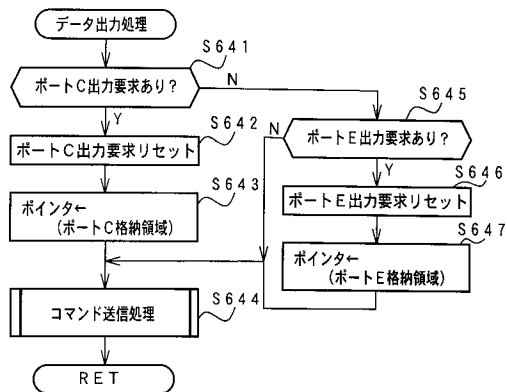 データ出力処理
S641
ポートC出力要求あり?
N
Y
S642
ポートC出力要求リセット
S643
ポインタ←
(ポートC格納領域)
S644
コマンド送信処理
RET
S645
N
ポートE出力要求あり?
Y
S646
ポートE出力要求リセット
S647
ポインタ←
(ポートE格納領域)